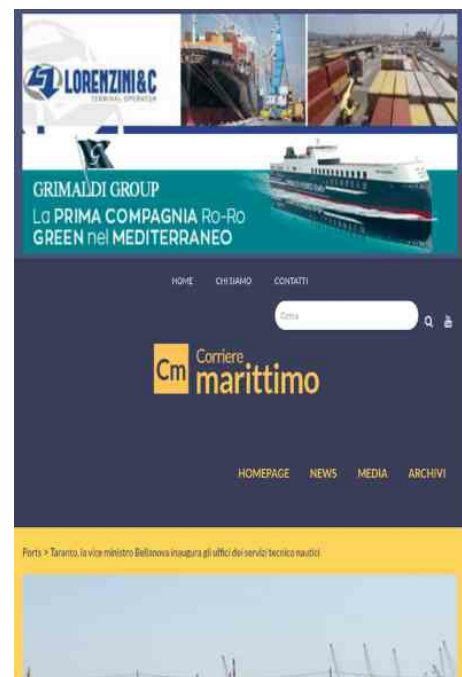 LORENZINI & C
TERMINAL OPERATOR
GRIMALDI GROUP
La PRIMA COMPAGNIA Ro-Ro
GREEN nel MEDITERRANEO
HOME CHI SIAMO CONTATTI
Cerca
Cm Corriere
marittimo
HOMEPAGE NEWS MEDIA ARCHIVI
Ports > Taranto, la vice ministro Bellanova inaugura gli uffici dei servizi tecnico nautici